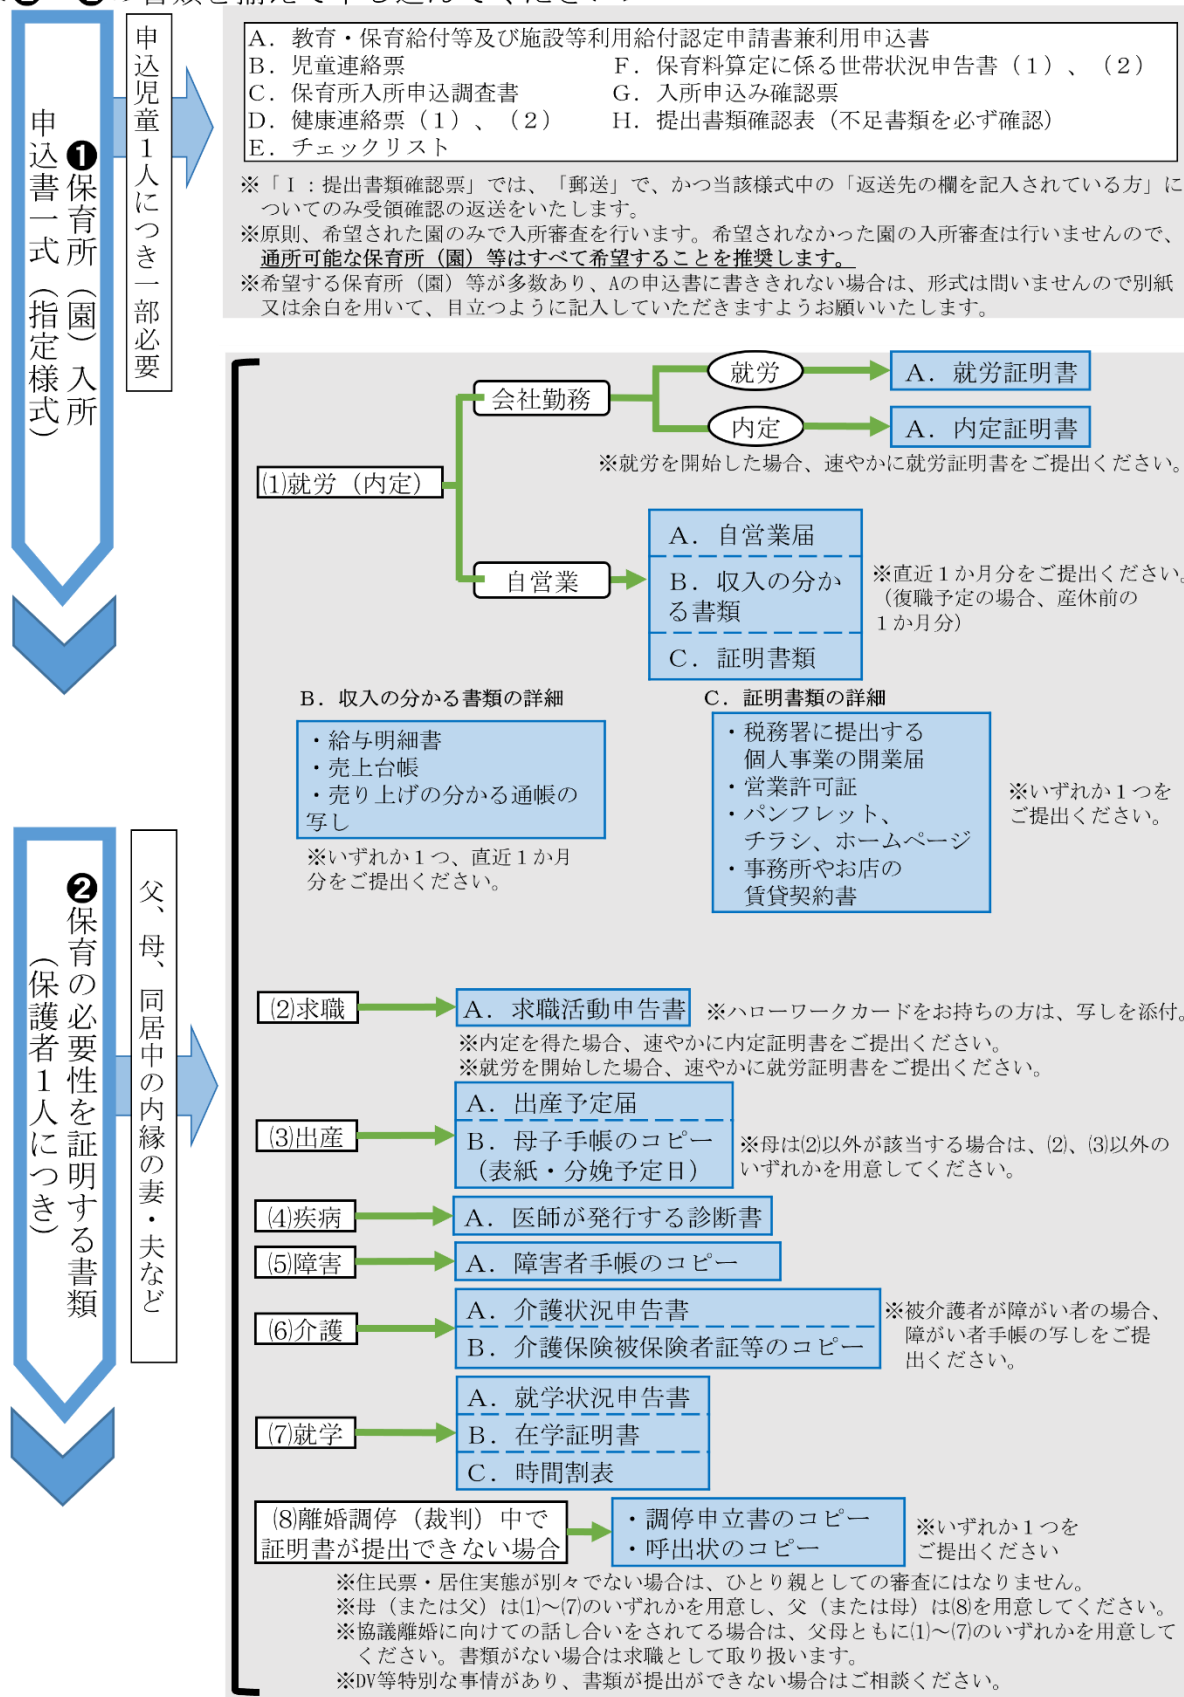 ❶保育所（園）入所
申込書一式（指定様式）
申込児童１人につき一部必要
A．教育・保育給付等及び施設等利用給付認定申請書兼利用申込書
B．児童連絡票
F．保育料算定に係る世帯状況申告書（１）、（２）
C．保育所入所申込調査書
G．入所申込み確認票
D．健康連絡票（１）、（２）
H．提出書類確認表（不足書類を必ず確認）
E．チェックリスト
※「Ｉ：提出書類確認票」では、「郵送」で、かつ当該様式中の「返送先の欄を記入されている方」に
ついてのみ受領確認の返送をいたします。
※原則、希望された園のみで入所審査を行います。希望されなかった園の入所審査は行いませんので、
通所可能な保育所（園）等はすべて希望することを推奨します。
※希望する保育所（園）等が多数あり、Aの申込書に書ききれない場合は、形式は問いませんので別紙
又は余白を用いて、目立つように記入していただきますようお願いいたします。
❷保育の必要性を証明する書類
（保護者１人につき）
父、母、同居中の内縁の妻・夫など
⑴就労（内定）
会社勤務
就労
A．就労証明書
内定
A．内定証明書
※就労を開始した場合、速やかに就労証明書をご提出ください。
自営業
A．自営業届
B．収入の分か
る書類
C．証明書類
※直近１か月分をご提出ください。
（復職予定の場合、産休前の
１か月分）
B．収入の分かる書類の詳細
・給与明細書
・売上台帳
・売り上げの分かる通帳の
写し
※いずれか１つ、直近１か月
分をご提出ください。
C．証明書類の詳細
・税務署に提出する
個人事業の開業届
・営業許可証
・パンフレット、
チラシ、ホームページ
・事務所やお店の
賃貸契約書
※いずれか１つを
ご提出ください。
⑵求職
A．求職活動申告書
※ハローワークカードをお持ちの方は、写しを添付。
※内定を得た場合、速やかに内定証明書をご提出ください。
※就労を開始した場合、速やかに就労証明書をご提出ください。
⑶出産
A．出産予定届
B．母子手帳のコピー
（表紙・分娩予定日）
※母は⑵以外が該当する場合は、⑵、⑶以外の
いずれかを用意してください。
⑷疾病
A．医師が発行する診断書
⑸障害
A．障害者手帳のコピー
⑹介護
A．介護状況申告書
B．介護保険被保険者証等のコピー
※被介護者が障がい者の場合、
障がい者手帳の写しをご提
出ください。
⑺就学
A．就学状況申告書
B．在学証明書
C．時間割表
⑻離婚調停（裁判）中で
証明書が提出できない場合
・調停申立書のコピー
・呼出状のコピー
※いずれか１つを
ご提出ください
※住民票・居住実態が別々でない場合は、ひとり親としての審査にはなりません。
※母（または父）は⑴～⑺のいずれかを用意し、父（または母）は⑻を用意してください。
※協議離婚に向けての話し合いをされてる場合は、父母ともに⑴～⑺のいずれかを用意して
ください。書類がない場合は求職として取り扱います。
※DV等特別な事情があり、書類が提出ができない場合はご相談ください。